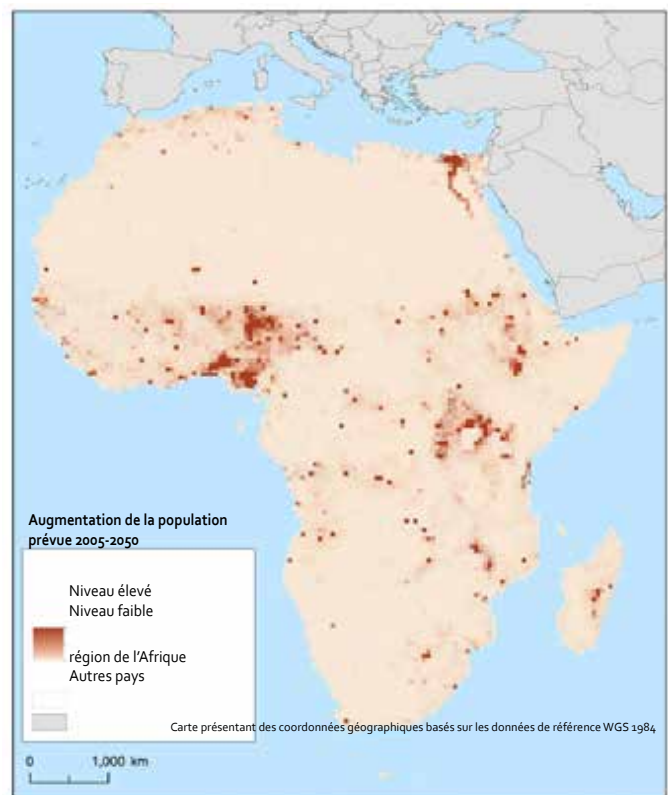 Augmentation de la population
prévue 2005-2050
Niveau élevé
Niveau faible
région de l'Afrique
Autres pays
Carte présentant des coordonnées géographiques basés sur les données de référence WGS 1984
0 1,000 km